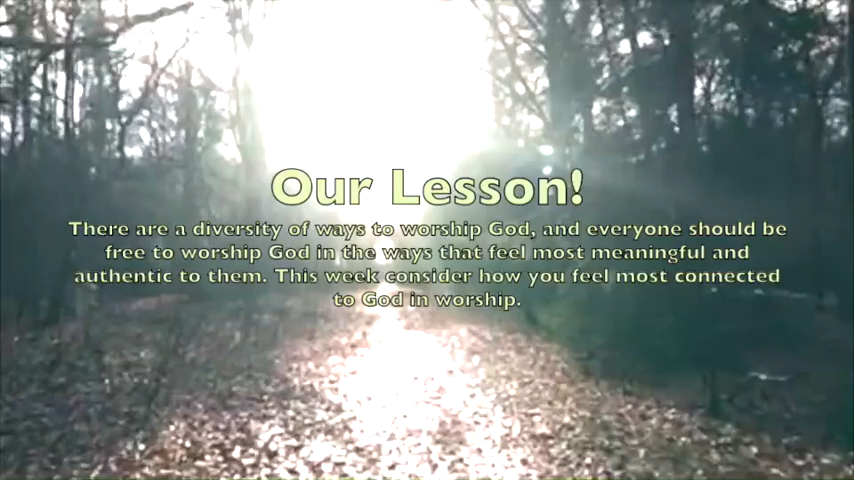 Our Lesson!
There are a diversity of ways to worship God, and everyone should be
free to worship God in the ways that feel most meaningful and
authentic to them. This week consider how you feel most connected
to God in worship.